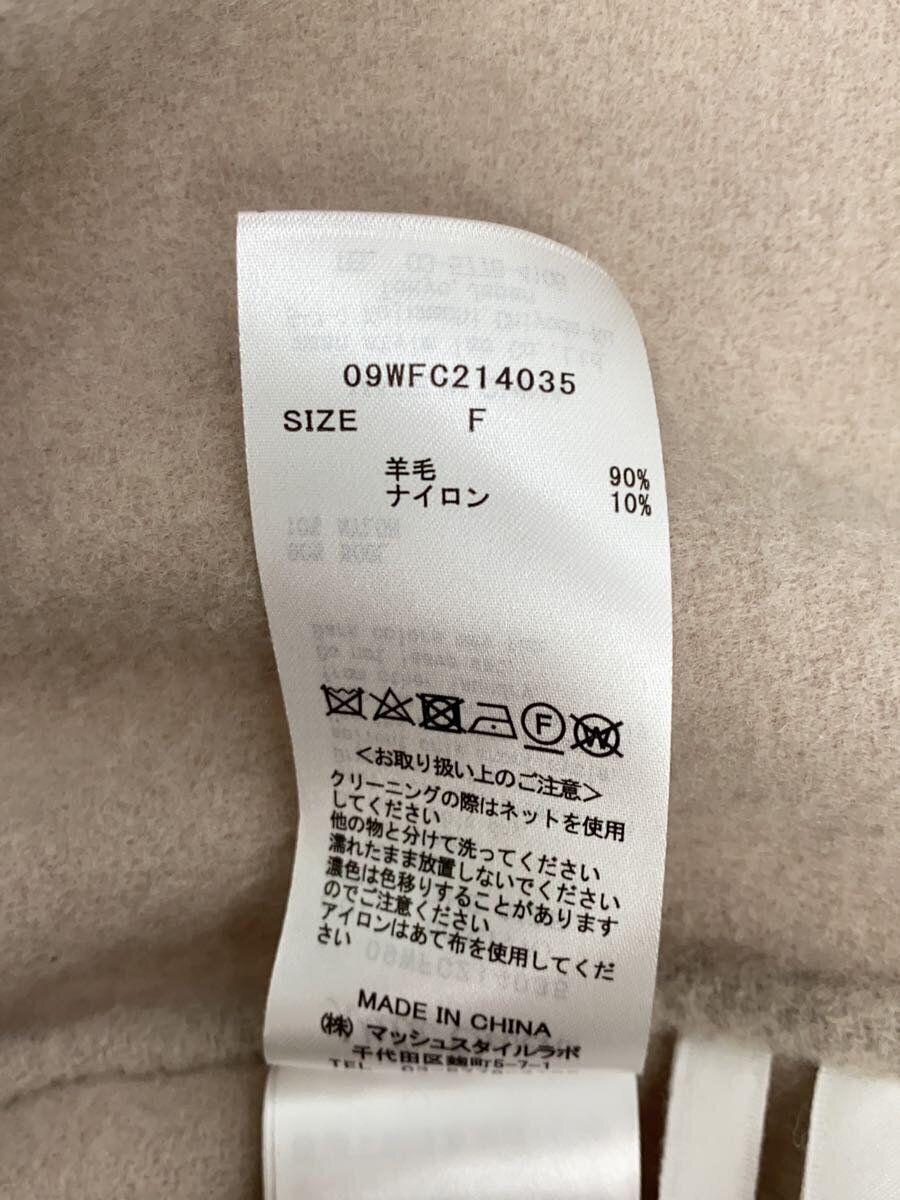 09WFC214035
SIZE F
羊毛 90%
ナイロン 10%
F
W
<お取り扱い上のご注意>
クリーニングの際はネットを使用
してください
他の物と分けて洗ってください
濡れたまま放置しないでください
濃色は色移りすることがあります
のでご注意ください
アイロンはあて布を使用してくだ
さい
MADE IN CHINA
(株)マッシュスタイルラボ
千代田区麹町5-7-1